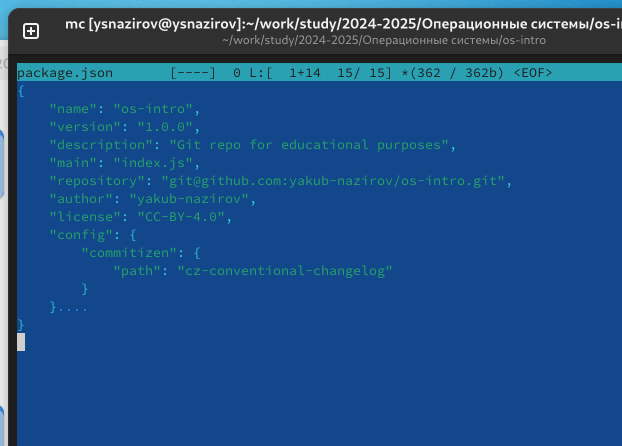 mc [ysnazirov@ysnazirov]:~/work/study/2024-2025/Операционные системы/os-i
~/work/study/2024-2025/Операционные системы/os-intro
package.json       [----]  0 L:[  1+14  15/ 15] *(362 / 362b) <EOF>
{
    "name": "os-intro",
    "version": "1.0.0",
    "description": "Git repo for educational purposes",
    "main": "index.js",
    "repository": "git@github.com:yakub-nazirov/os-intro.git",
    "author": "yakub-nazirov",
    "license": "CC-BY-4.0",
    "config": {
        "commitizen": {
            "path": "cz-conventional-changelog"
        }
    }....
}